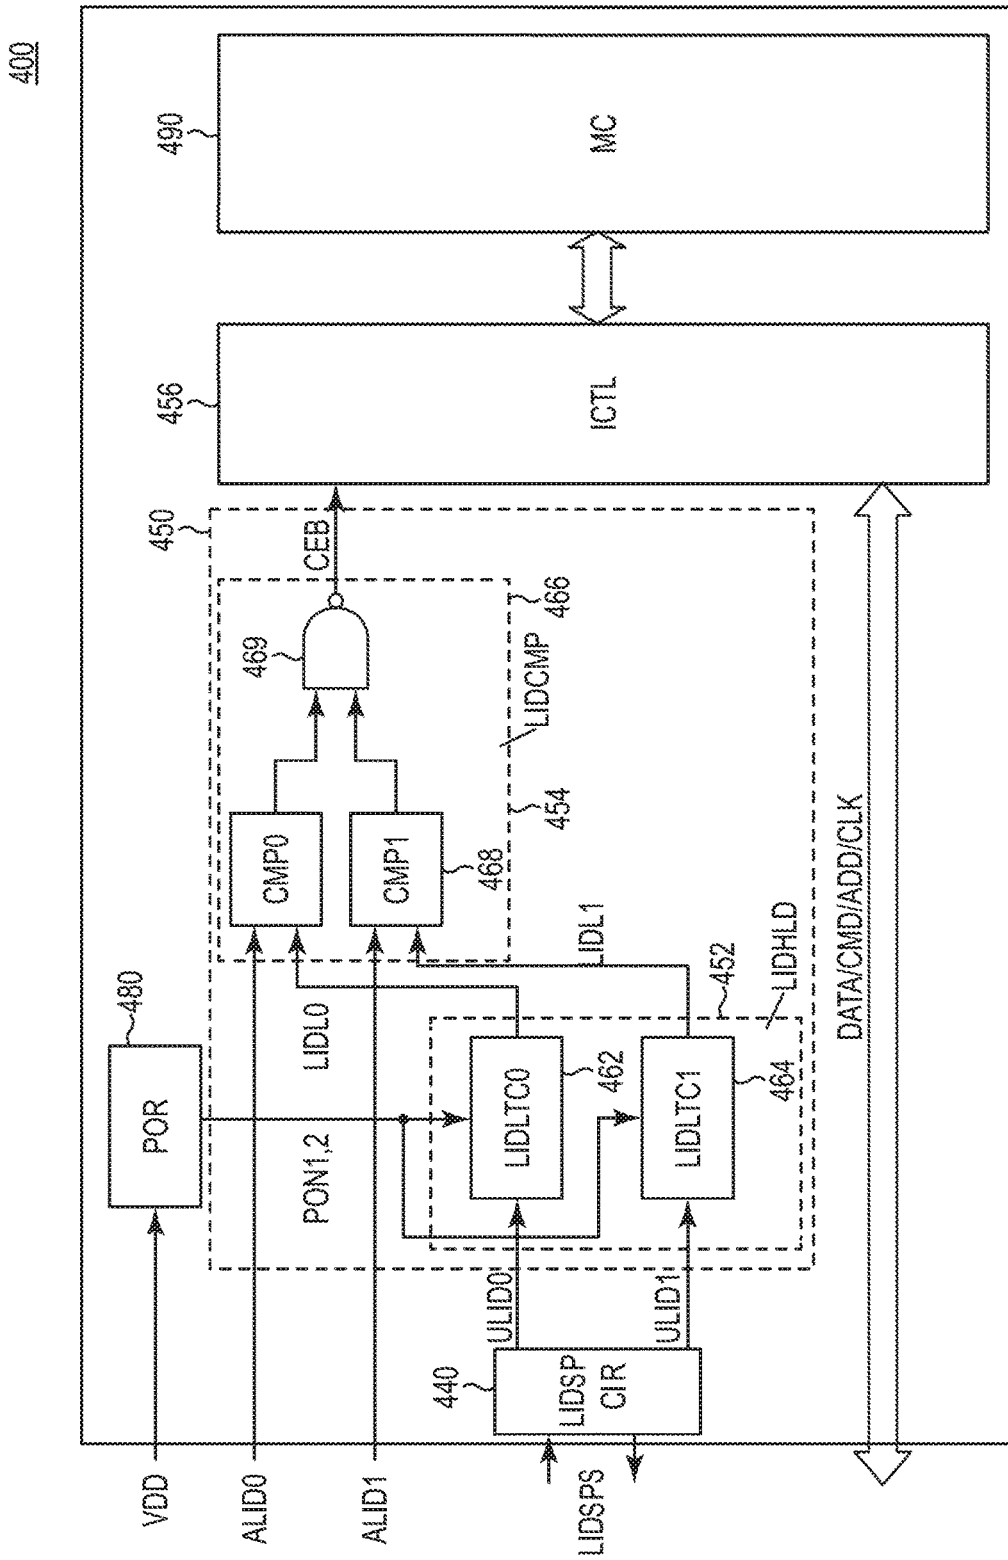 400
VDD
ALID0
ALID1
LIDSPS
480
POR
PON1,2
440
LIDSP
CIR
ULID0
ULID1
LIDLTC0
462
LIDLTC1
464
452
LIDHLD
LIDL0
LIDL1
CMP0
CMP1
468
454
LIDCMP
466
469
CEB
450
456
ICTL
490
MC
DATA/CMD/ADD/CLK